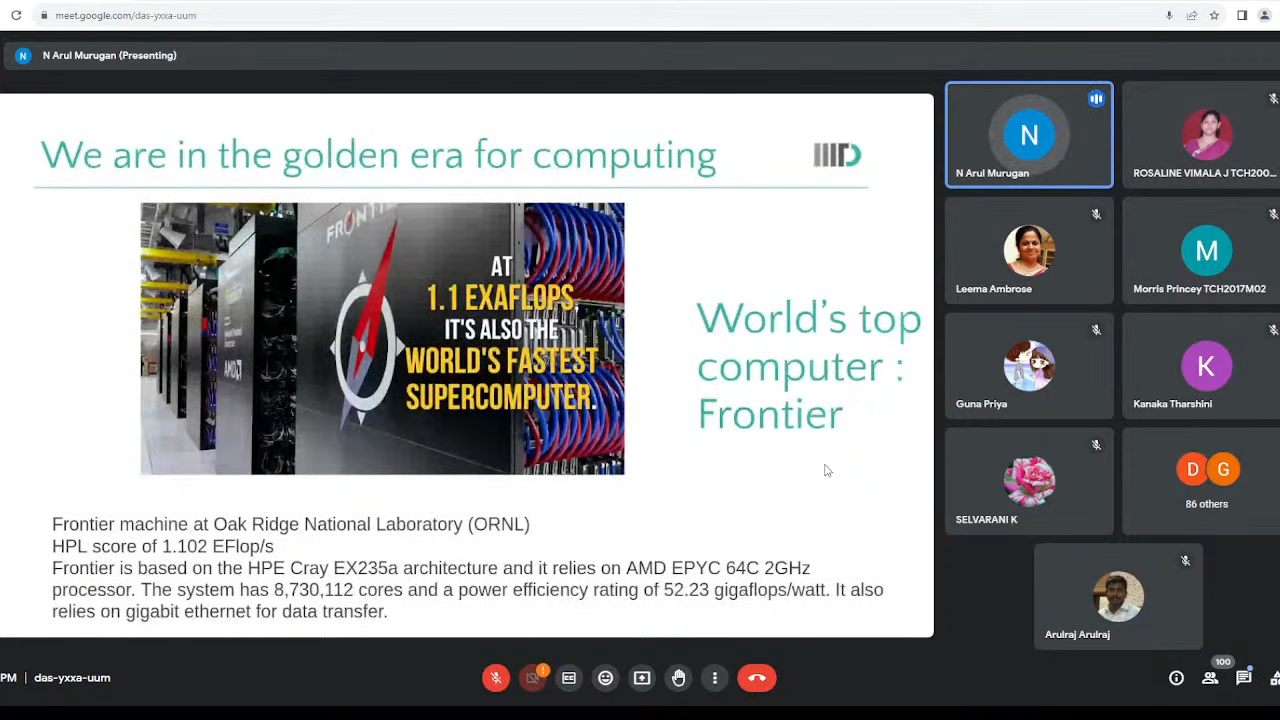 meet.google.com/das-yxxa-uum
N
N Arul Murugan (Presenting)
We are in the golden era for computing
FRONTIE
AMD
AT
1.1 EXAFLOPS,
IT'S ALSO THE
WORLD'S FASTEST
SUPERCOMPUTER.
World's top
computer :
Frontier
Frontier machine at Oak Ridge National Laboratory (ORNL)
HPL score of 1.102 EFlop/s
Frontier is based on the HPE Cray EX235a architecture and it relies on AMD EPYC 64C 2GHz
processor. The system has 8,730,112 cores and a power efficiency rating of 52.23 gigaflops/watt. It also
relies on gigabit ethernet for data transfer.
N
N Arul Murugan
ROSALINE VIMALA J TCH200...
Leema Ambrose
M
Morris Princey TCH2017M02
Guna Priya
K
Kanaka Tharshini
SELVARANI K
D G
86 others
Arulraj Arulraj
PM
das-yxxa-uum
100